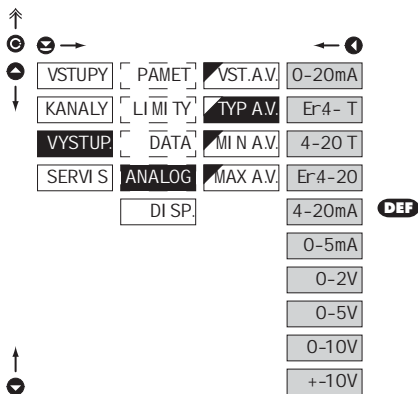 VSTUPY PAMET VST.A.V. 0-20mA
KANALY LIMITY TYP A.V. Er4- T
VYSTUP. DATA MIN A.V. 4-20 T
SERVIS ANALOG MAX A.V. Er4-20
DISP. 4-20mA DEF
0-5mA
0-2V
0-5V
0-10V
+-10V